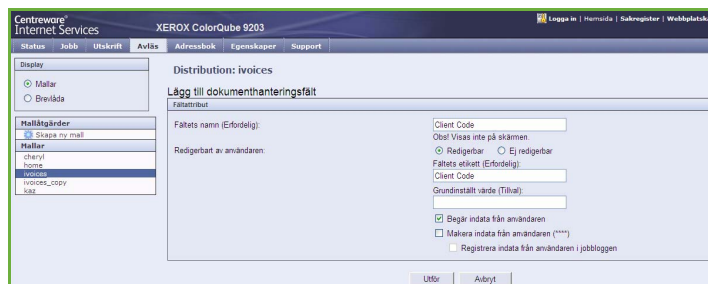 Centreware®
Internet Services
XEROX ColorQube 9203
Logga in | Hemsida | Sakregister | Webbplatsk
Status Jobb Utskrift Avläs Adressbok Egenskaper Support
Display
Mallar
Brevlåda
Mallåtgärder
Skapa ny mall
Mallar
cheryl
home
ivoices
ivoices_copy
kaz
Distribution: ivoices
Lägg till dokumenthanteringsfält
Fältattribut
Fältets namn (Erfordelig):
Client Code
Obs! Visas inte på skärmen.
Redigerbart av användaren:
Redigerbar Ej redigerbar
Fältets etikett (Erfordelig):
Client Code
Grundinställt värde (Tillval):
Begär indata från användaren
Makera indata från användaren (****)
Registrera indata från användaren i jobbloggen
Utför Avbryt